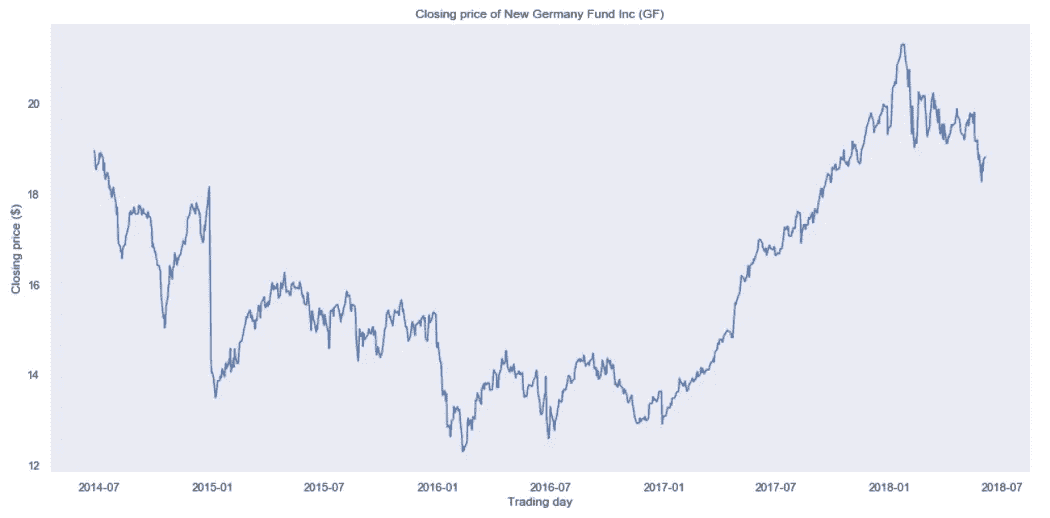 Closing price of New Germany Fund Inc (GF)
20
18
16
14
12
Closing price ($)
2014-07 2015-01 2015-07 2016-01 2016-07 2017-01 2017-07 2018-01 2018-07
Trading day